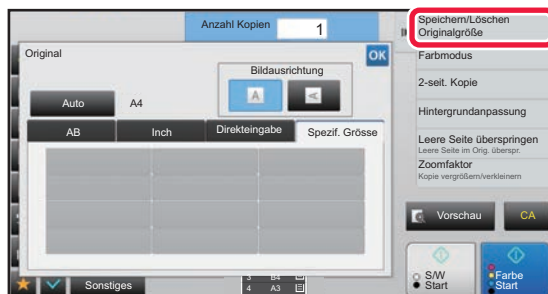 Anzahl Kopien 1
Original
OK
Bildausrichtung
A A
Auto A4
AB Inch Direkteingabe Spezif. Grösse
Sonstiges
3 B4
4 A3
Speichern/Löschen
Originalgröße
Farbmodus
2-seit. Kopie
Hintergrundanpassung
Leere Seite überspringen
Leere Seite im Orig. überspr.
Zoomfaktor
Kopie vergrößern/verkleinern
Vorschau CA
S/W
Start
Farbe
Start